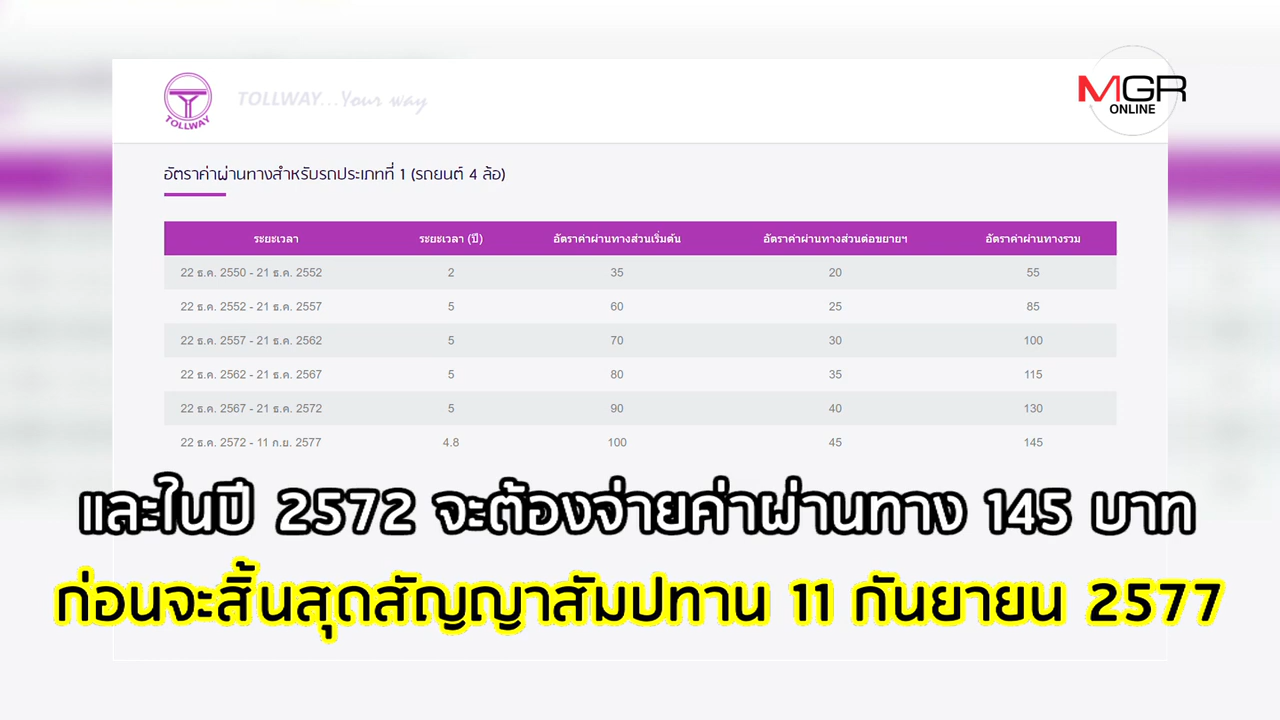 TOLLWAY
TOLLWAY...Your way
MGR
ONLINE
อัตราค่าผ่านทางสำหรับรถประเภทที่ 1 (รถยนต์ 4 ล้อ)
ระยะเวลา ระยะเวลา (ปี) อัตราค่าผ่านทางส่วนเริ่มต้น อัตราค่าผ่านทางส่วนต่อขยายฯ อัตราค่าผ่านทางรวม
22 ธ.ค. 2550 - 21 ธ.ค. 2552 2 35 20 55
22 ธ.ค. 2552 - 21 ธ.ค. 2557 5 60 25 85
22 ธ.ค. 2557 - 21 ธ.ค. 2562 5 70 30 100
22 ธ.ค. 2562 - 21 ธ.ค. 2567 5 80 35 115
22 ธ.ค. 2567 - 21 ธ.ค. 2572 5 90 40 130
22 ธ.ค. 2572 - 11 ก.ย. 2577 4.8 100 45 145
และในปี 2572 จะต้องจ่ายค่าผ่านทาง 145 บาท
ก่อนจะสิ้นสุดสัญญาสัมปทาน 11 กันยายน 2577